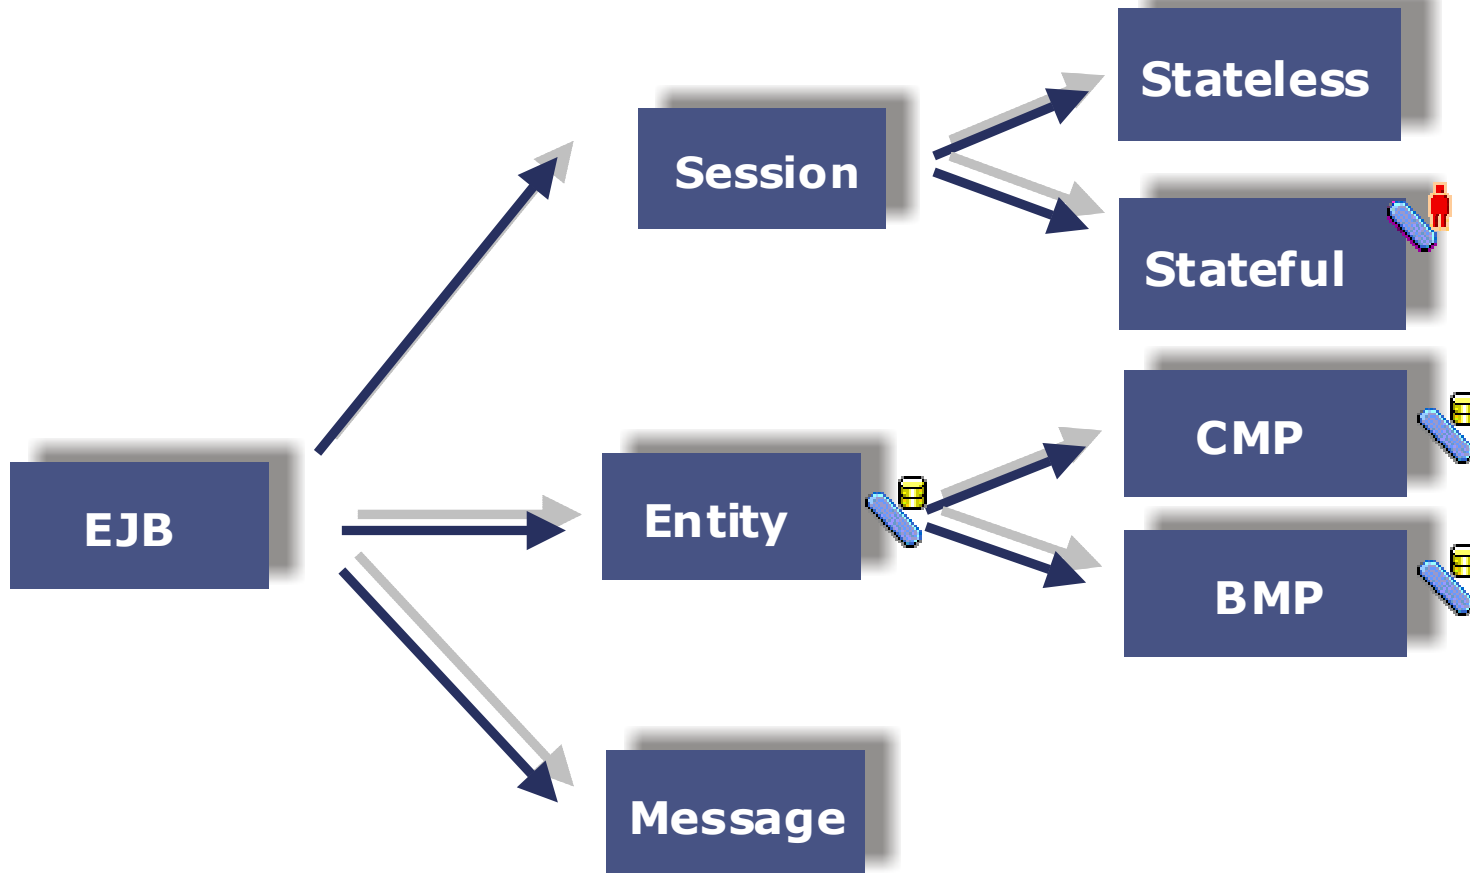 Stateless
Session
Stateful
CMP
Entity
EJB
BMP
Message